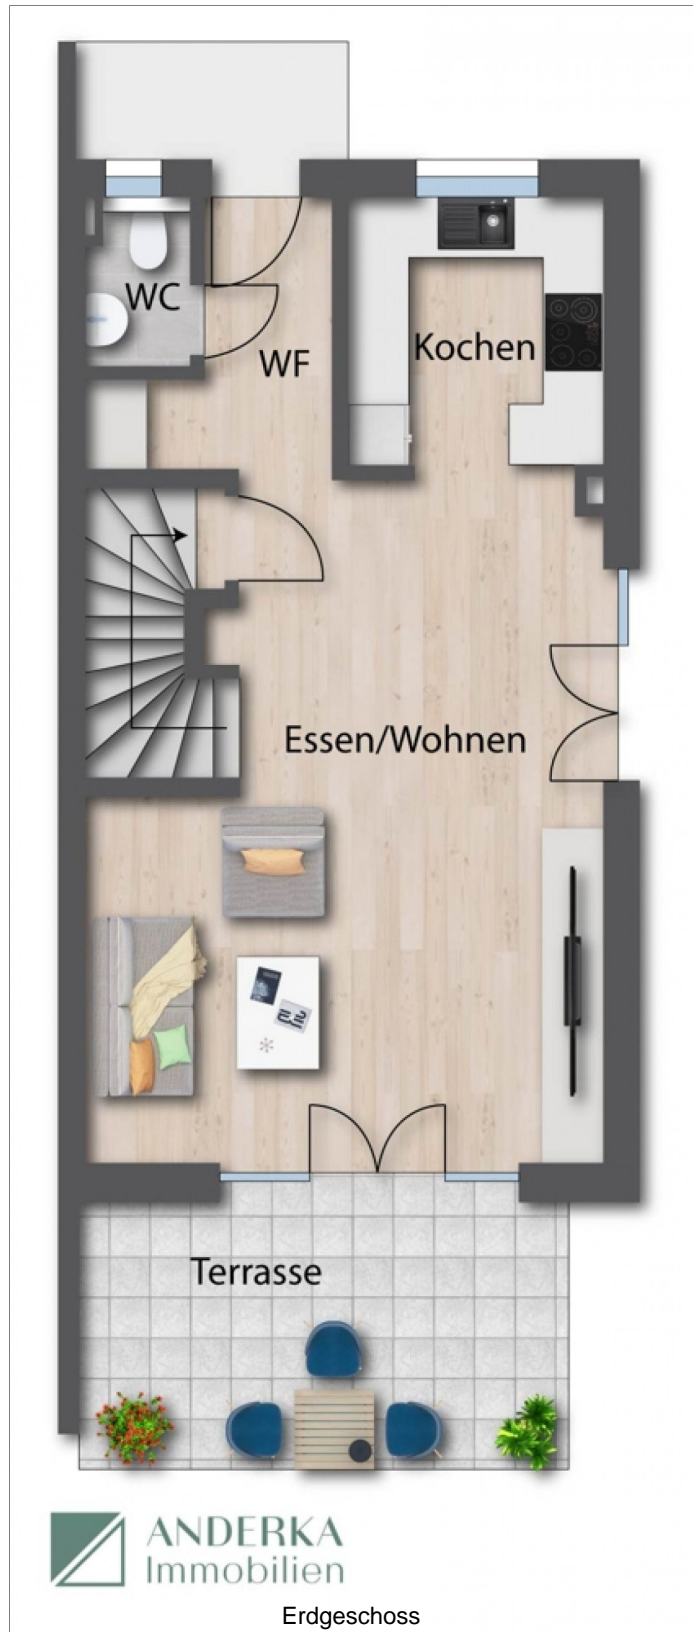 WC
WF
Kochen
Essen/Wohnen
Terrasse
ANDERKA
Immobilien
Erdgeschoss